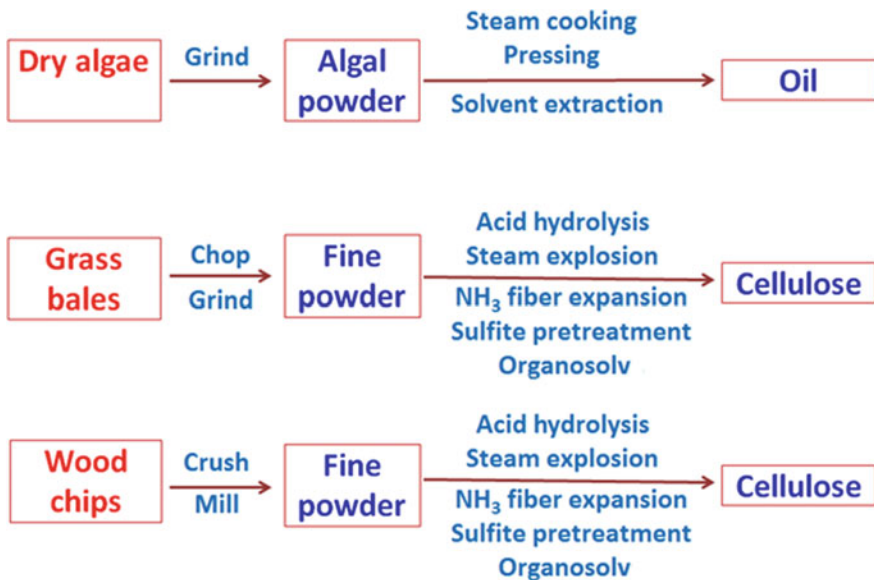 Dry algae
Grind
Algal
powder
Steam cooking
Pressing
Solvent extraction
Oil
Grass
bales
Chop
Grind
Fine
powder
Acid hydrolysis
Steam explosion
NH₃ fiber expansion
Sulfite pretreatment
Organosolv
Cellulose
Wood
chips
Crush
Mill
Fine
powder
Acid hydrolysis
Steam explosion
NH₃ fiber expansion
Sulfite pretreatment
Organosolv
Cellulose